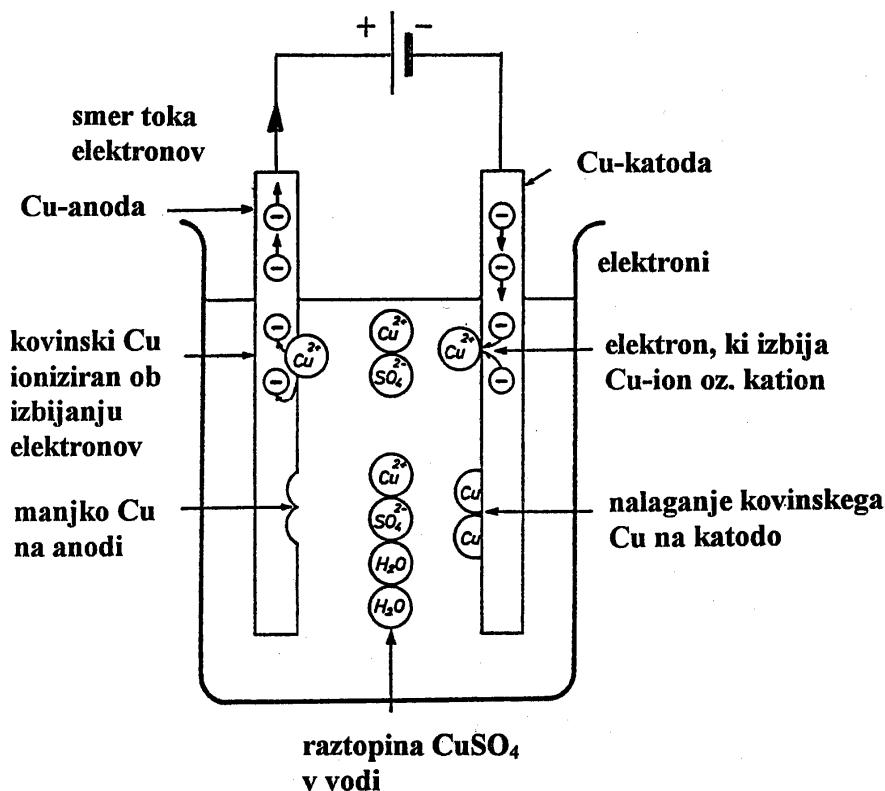 + −
smer toka
elektronov
Cu-katoda
Cu-anoda
−
−
−
−
elektroni
−
−
−
−
Cu²⁺
Cu²⁺
Cu²⁺
SO₄²⁻
kovinski Cu
ioniziran ob
izbijanju
elektronov
elektron, ki izbija
Cu-ion oz. kation
Cu²⁺
SO₄²⁻
H₂O
H₂O
Cu
Cu
manjko Cu
na anodi
nalaganje kovinskega
Cu na katodo
raztopina CuSO₄
v vodi